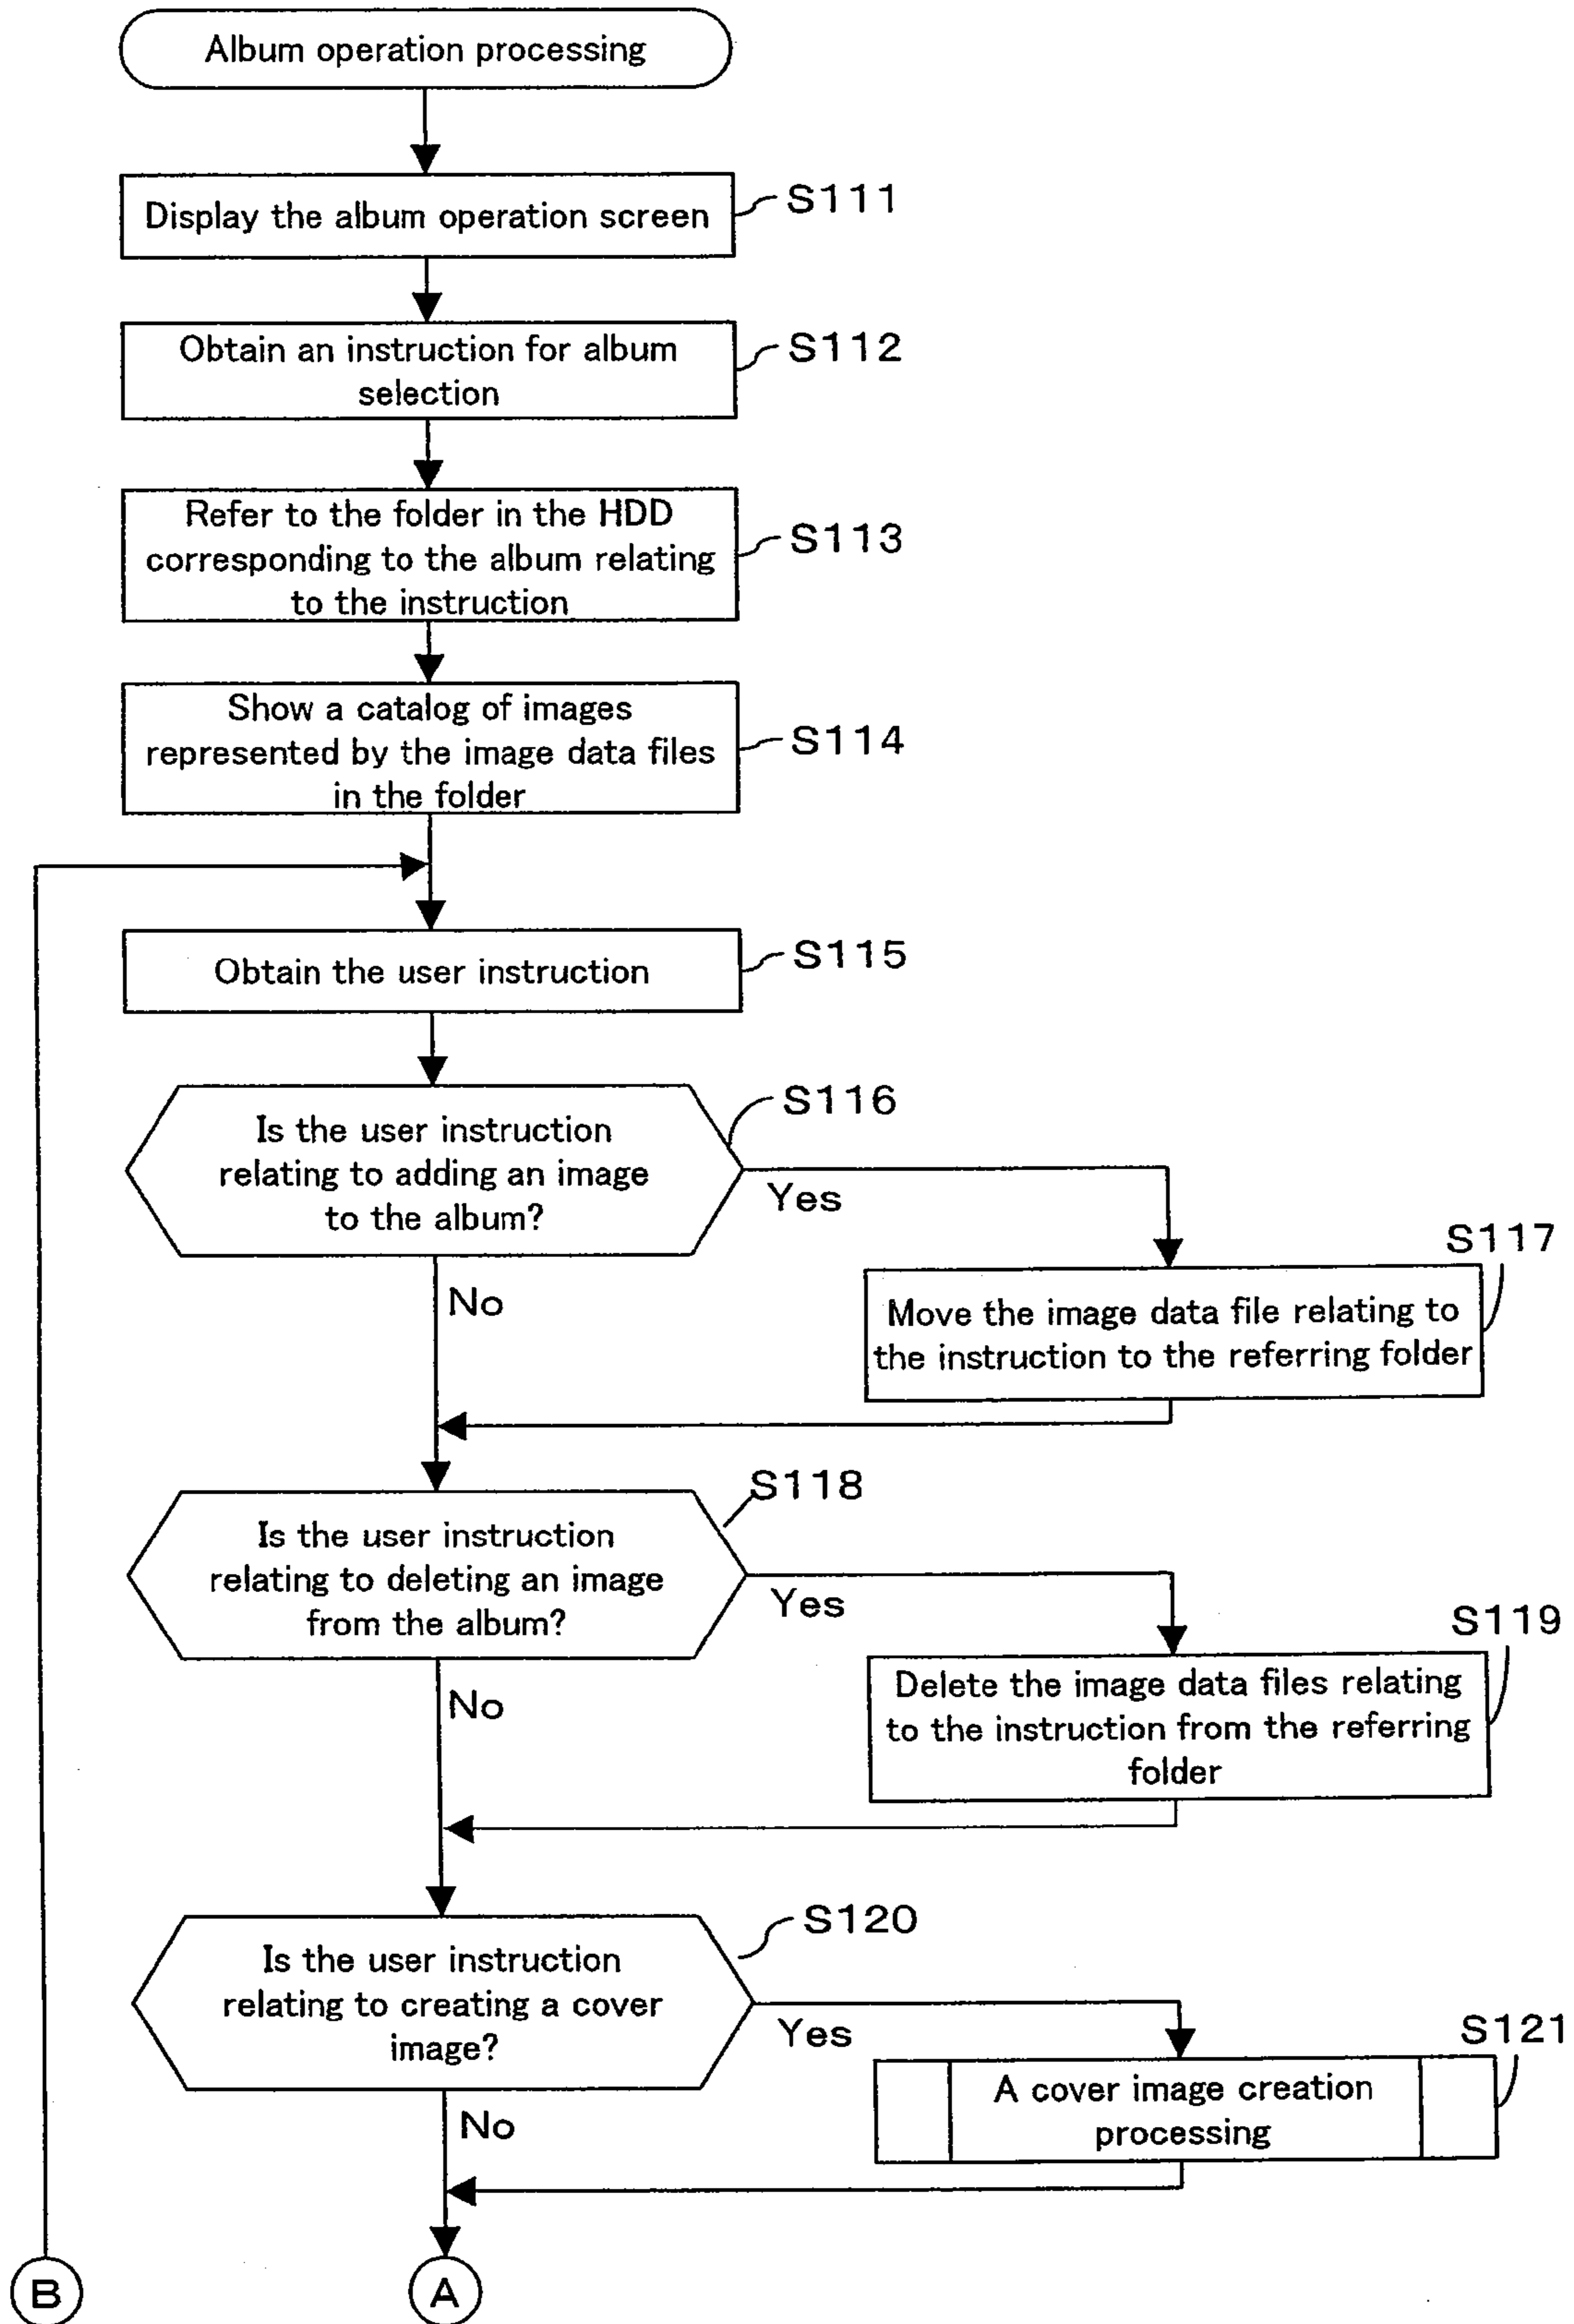 Album operation processing
Display the album operation screen
S111
Obtain an instruction for album
selection
S112
Refer to the folder in the HDD
corresponding to the album relating
to the instruction
S113
Show a catalog of images
represented by the image data files
in the folder
S114
Obtain the user instruction
S115
Is the user instruction
relating to adding an image
to the album?
S116
Yes
No
S117
Move the image data file relating to
the instruction to the referring folder
Is the user instruction
relating to deleting an image
from the album?
S118
Yes
No
S119
Delete the image data files relating
to the instruction from the referring
folder
Is the user instruction
relating to creating a cover
image?
S120
Yes
No
S121
A cover image creation
processing
B
A